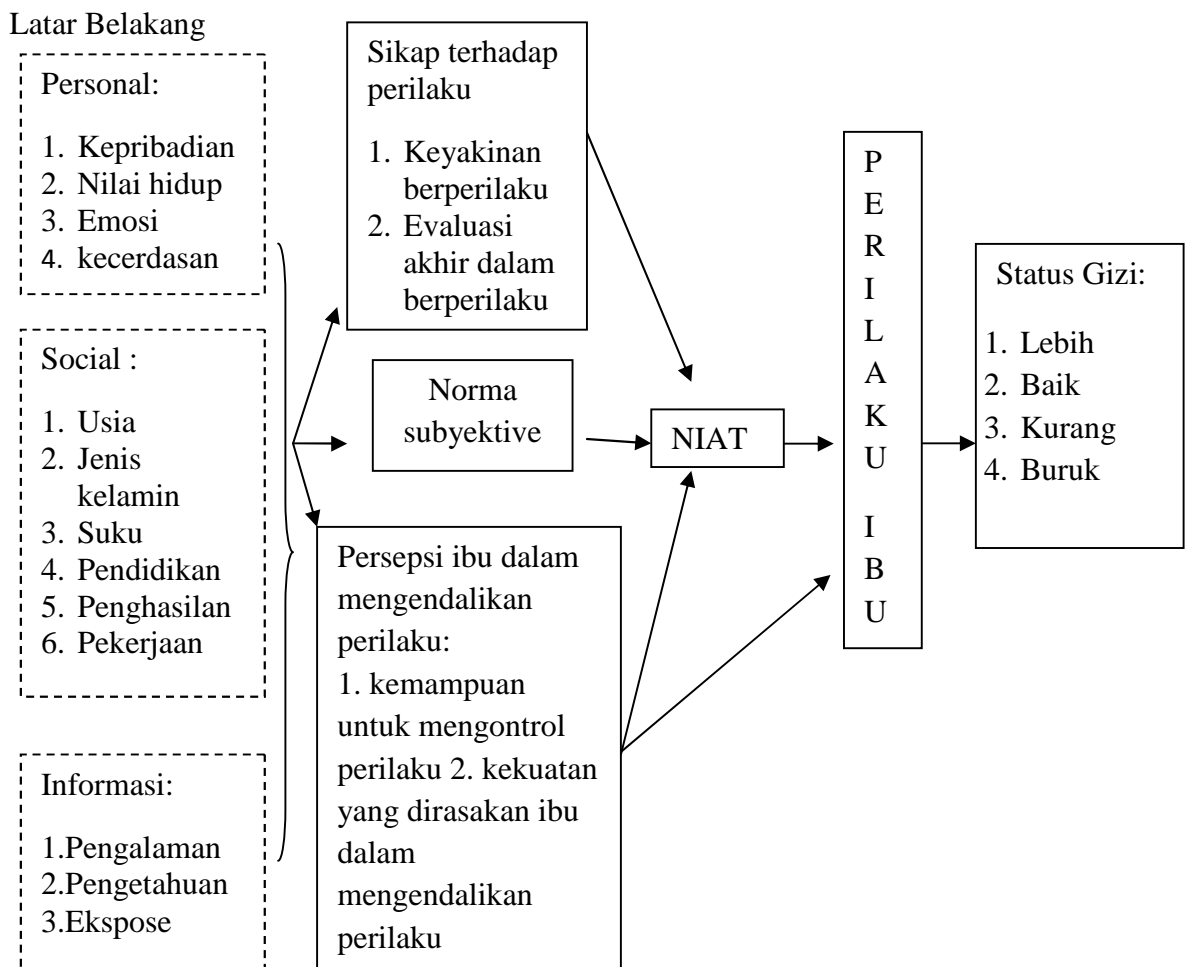 Latar Belakang
Personal:
1. Kepribadian
2. Nilai hidup
3. Emosi
4. kecerdasan
Social :
1. Usia
2. Jenis
kelamin
3. Suku
4. Pendidikan
5. Penghasilan
6. Pekerjaan
Informasi:
1.Pengalaman
2.Pengetahuan
3.Ekspose
Sikap terhadap
perilaku
1. Keyakinan
berperilaku
2. Evaluasi
akhir dalam
berperilaku
Norma
subyektive
Persepsi ibu dalam
mengendalikan
perilaku:
1. kemampuan
untuk mengontrol
perilaku 2. kekuatan
yang dirasakan ibu
dalam
mengendalikan
perilaku
NIAT
P
E
R
I
L
A
K
U
I
B
U
Status Gizi:
1. Lebih
2. Baik
3. Kurang
4. Buruk